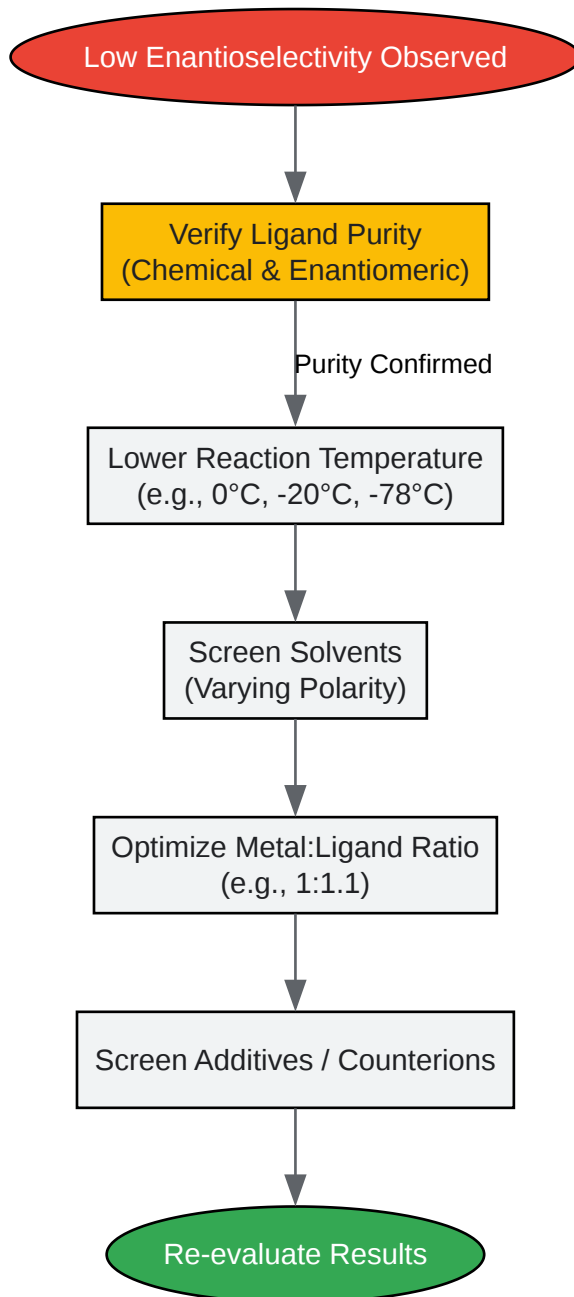 Low Enantioselectivity Observed
Verify Ligand Purity
(Chemical & Enantiomeric)
Purity Confirmed
Lower Reaction Temperature
(e.g., 0°C, -20°C, -78°C)
Screen Solvents
(Varying Polarity)
Optimize Metal:Ligand Ratio
(e.g., 1:1.1)
Screen Additives / Counterions
Re-evaluate Results